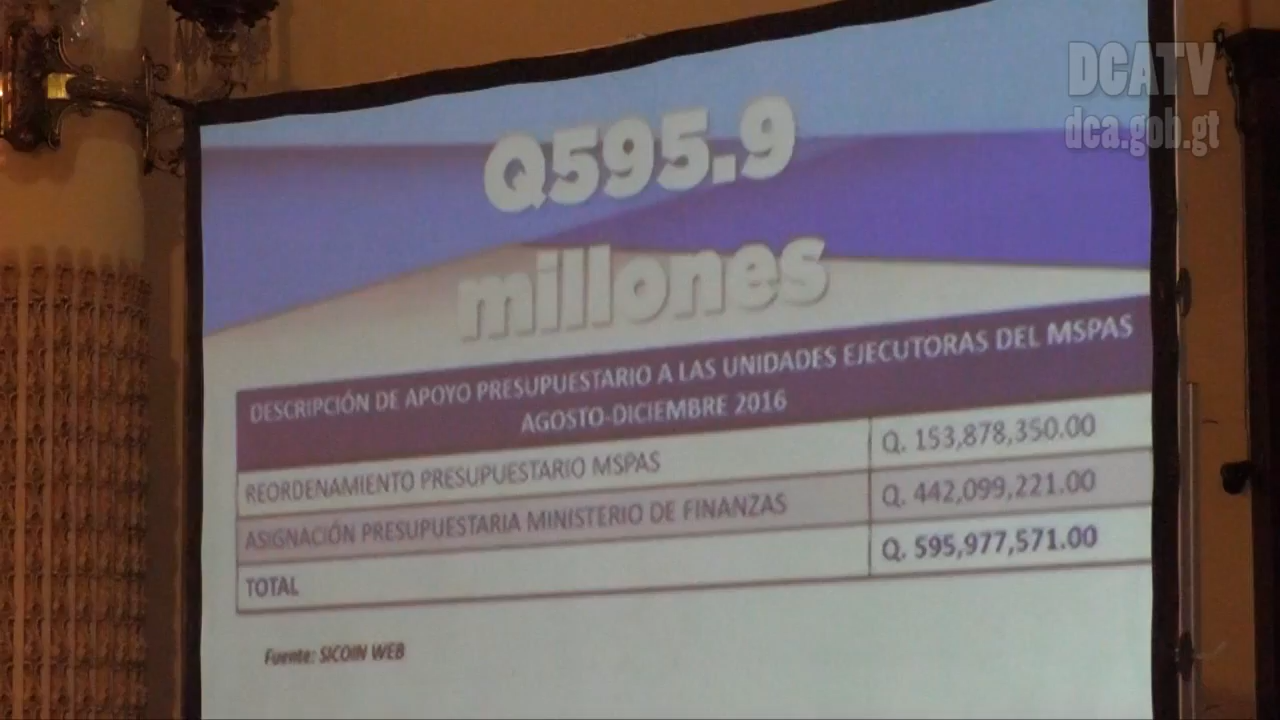 DCATV
dca.gob.gt
Q595.9
millones
DESCRIPCIÓN DE APOYO PRESUPUESTARIO A LAS UNIDADES EJECUTORAS DEL MSPAS
AGOSTO-DICIEMBRE 2016
REORDENAMIENTO PRESUPUESTARIO MSPAS Q. 153,878,350.00
ASIGNACIÓN PRESUPUESTARIA MINISTERIO DE FINANZAS Q. 442,099,221.00
TOTAL Q. 595,977,571.00
Fuente: SICOIN WEB